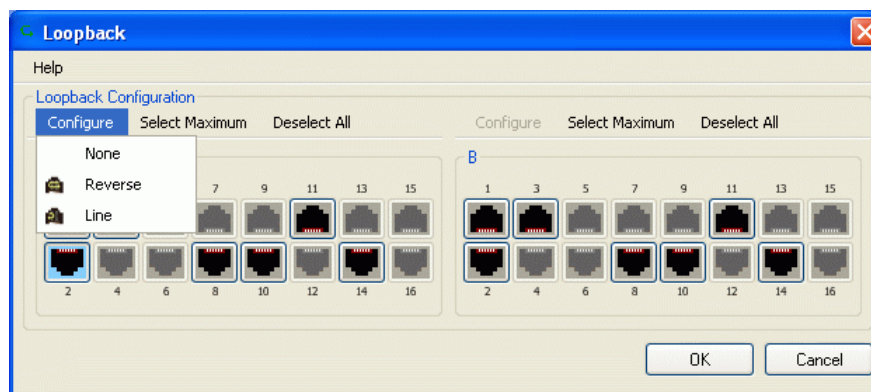 Loopback
Help
Loopback Configuration
Configure Select Maximum Deselect All Configure Select Maximum Deselect All
None
Reverse
Line
B
7 9 11 13 15 1 3 5 7 9 11 13 15
2 4 6 8 10 12 14 16 2 4 6 8 10 12 14 16
OK Cancel